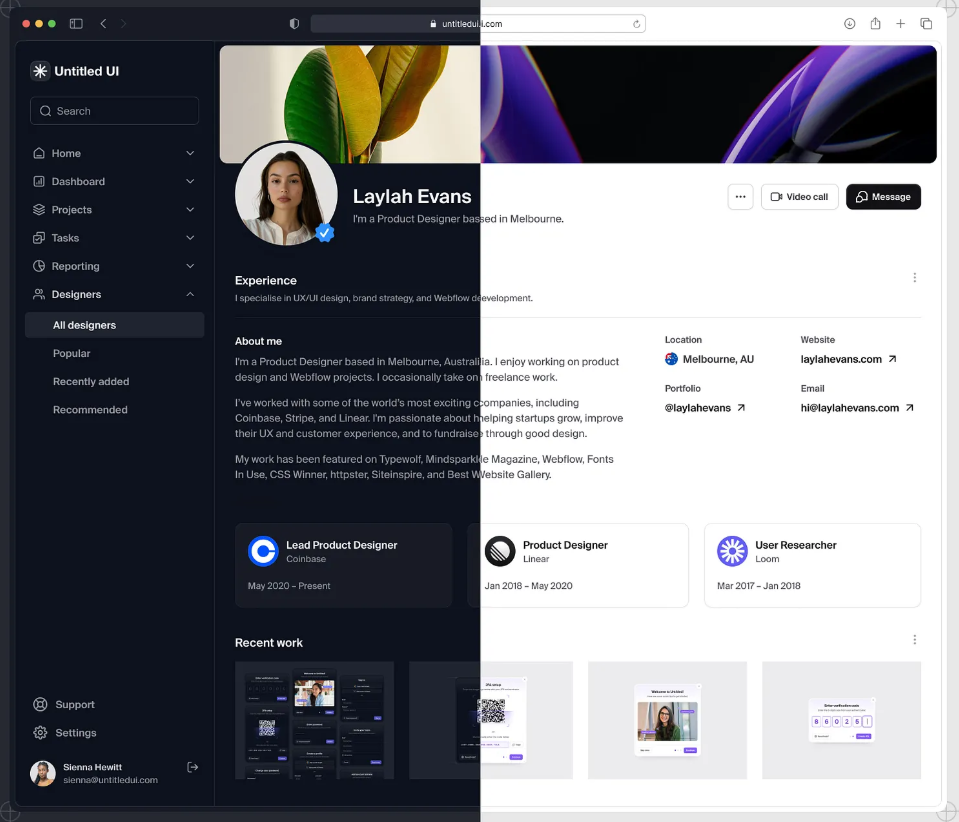 untitledui.com
Untitled UI
Search
Home
Dashboard
Projects
Tasks
Reporting
Designers
All designers
Popular
Recently added
Recommended
Support
Settings
Sienna Hewitt
sienna@untitledui.com
Laylah Evans
I'm a Product Designer based in Melbourne.
Video call
Message
Experience
I specialise in UX/UI design, brand strategy, and Webflow development.
About me
I'm a Product Designer based in Melbourne, Australia. I enjoy working on product
design and Webflow projects. I occasionally take on freelance work.
I've worked with some of the world's most exciting companies, including
Coinbase, Stripe, and Linear. I'm passionate about helping startups grow, improve
their UX and customer experience, and to fundraise through good design.
My work has been featured on Typewolf, Mindsparkle Magazine, Webflow, Fonts
In Use, CSS Winner, httpster, Siteinspire, and Best Website Gallery.
Location
Melbourne, AU
Website
laylahevans.com
Portfolio
@laylahevans
Email
hi@laylahevans.com
Lead Product Designer
Coinbase
May 2020 – Present
Product Designer
Linear
Jan 2018 – May 2020
User Researcher
Loom
Mar 2017 – Jan 2018
Recent work
Welcome to Untitled
Enter verification code
8 6 0 2 5